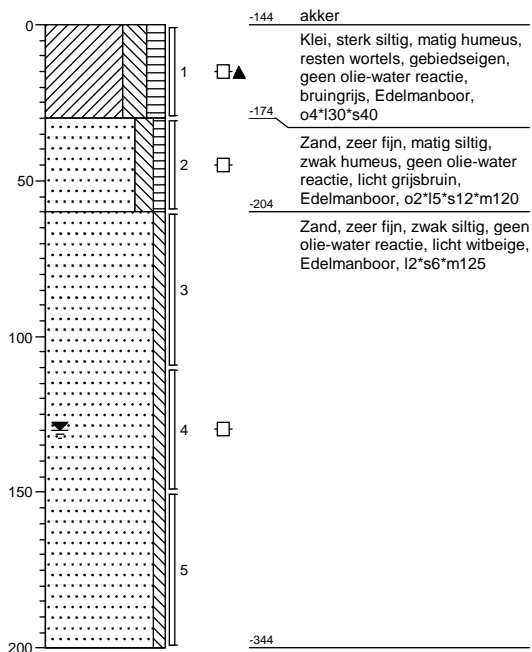 0
50
100
150
200
1
2
3
4
5
-144 akker
Klei, sterk siltig, matig humeus,
resten wortels, gebiedseigen,
geen olie-water reactie,
bruingrijs, Edelmanboor,
o4*l30*s40
-174
Zand, zeer fijn, matig siltig,
zwak humeus, geen olie-water
reactie, licht grijsbruin,
Edelmanboor, o2*l5*s12*m120
-204
Zand, zeer fijn, zwak siltig, geen
olie-water reactie, licht witbeige,
Edelmanboor, l2*s6*m125
-344